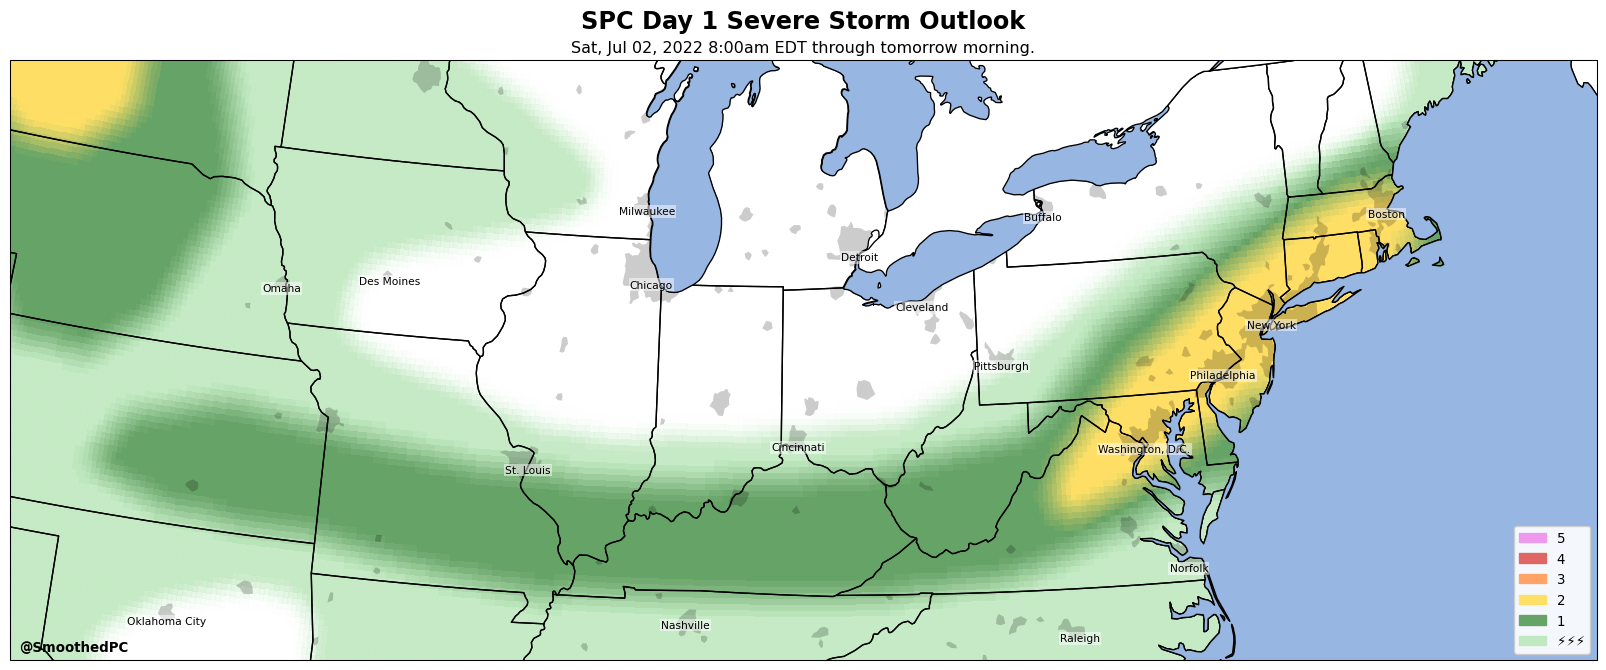 SPC Day 1 Severe Storm Outlook
Sat, Jul 02, 2022 8:00am EDT through tomorrow morning.
Milwaukee
Buffalo
Boston
Detroit
Des Moines
Omaha
Chicago
Cleveland
New York
Pittsburgh
Philadelphia
Cincinnati
Washington, D.C.
St. Louis
Norfolk
Oklahoma City
Nashville
Raleigh
5
4
3
2
1
⚡⚡⚡
@SmoothedPC